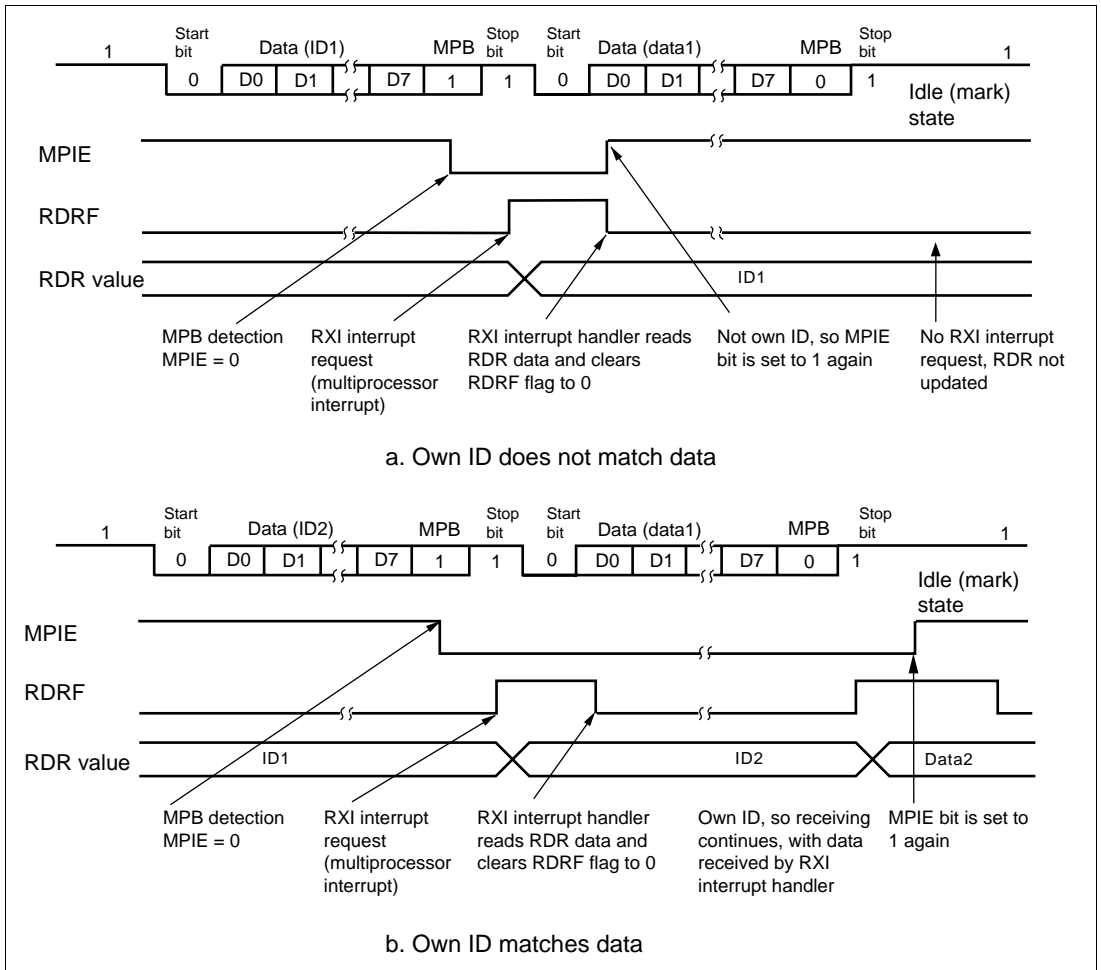 Start bit Data (ID1) MPB Stop bit Start bit Data (data1) MPB Stop bit
1 0 D0 D1 D7 1 1 0 D0 D1 D7 0 1 1
Idle (mark) state
MPIE
RDRF
RDR value ID1
MPB detection
MPIE = 0
RXI interrupt
request
(multiprocessor
interrupt)
RXI interrupt handler reads
RDR data and clears
RDRF flag to 0
Not own ID, so MPIE
bit is set to 1 again
No RXI interrupt
request, RDR not
updated
a. Own ID does not match data
Start bit Data (ID2) MPB Stop bit Start bit Data (data1) MPB Stop bit
1 0 D0 D1 D7 1 1 0 D0 D1 D7 0 1 1
Idle (mark) state
MPIE
RDRF
RDR value ID1 ID2 Data2
MPB detection
MPIE = 0
RXI interrupt
request
(multiprocessor
interrupt)
RXI interrupt handler
reads RDR data and
clears RDRF flag to 0
Own ID, so receiving
continues, with data
received by RXI
interrupt handler
MPIE bit is set to
1 again
b. Own ID matches data